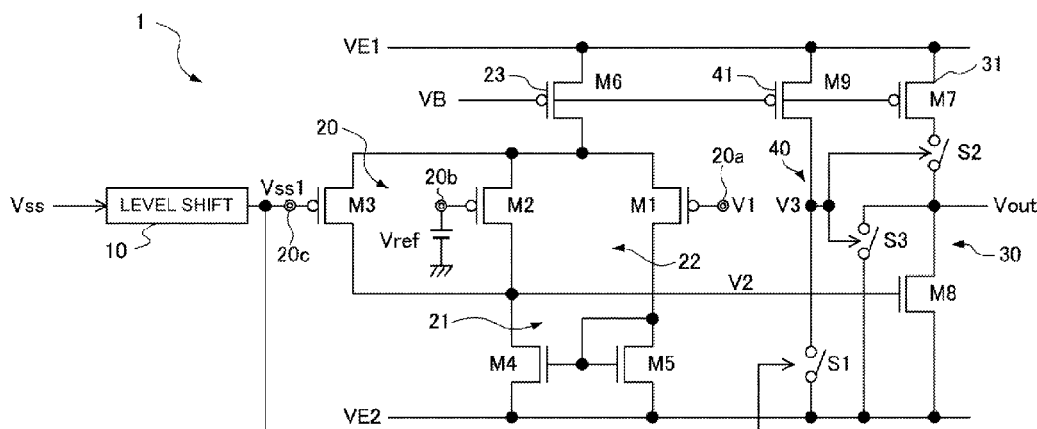 1
VE1
23
M6
41
M9
31
M7
VB
20
40
S2
20b
20a
Vss
LEVEL SHIFT
Vss1
M3
M2
M1
V1
V3
Vout
10
20c
Vref
S3
30
22
V2
M8
21
M4
M5
S1
VE2